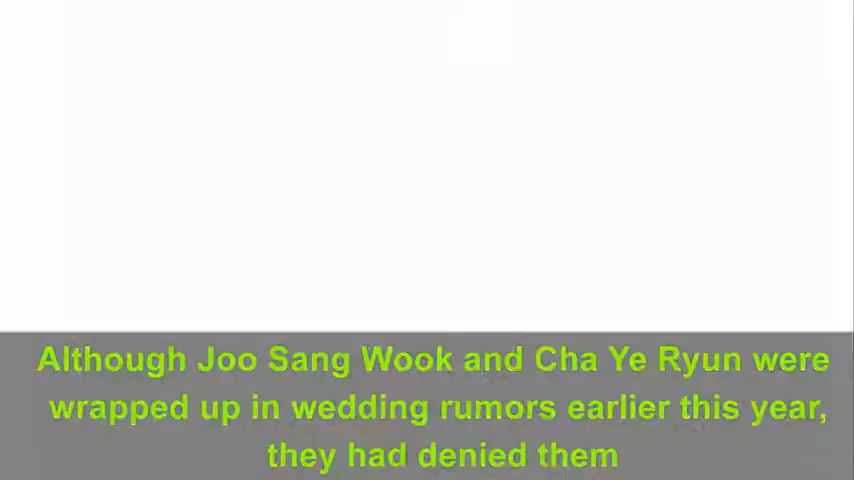 Although Joo Sang Wook and Cha Ye Ryun were
wrapped up in wedding rumors earlier this year,
they had denied them